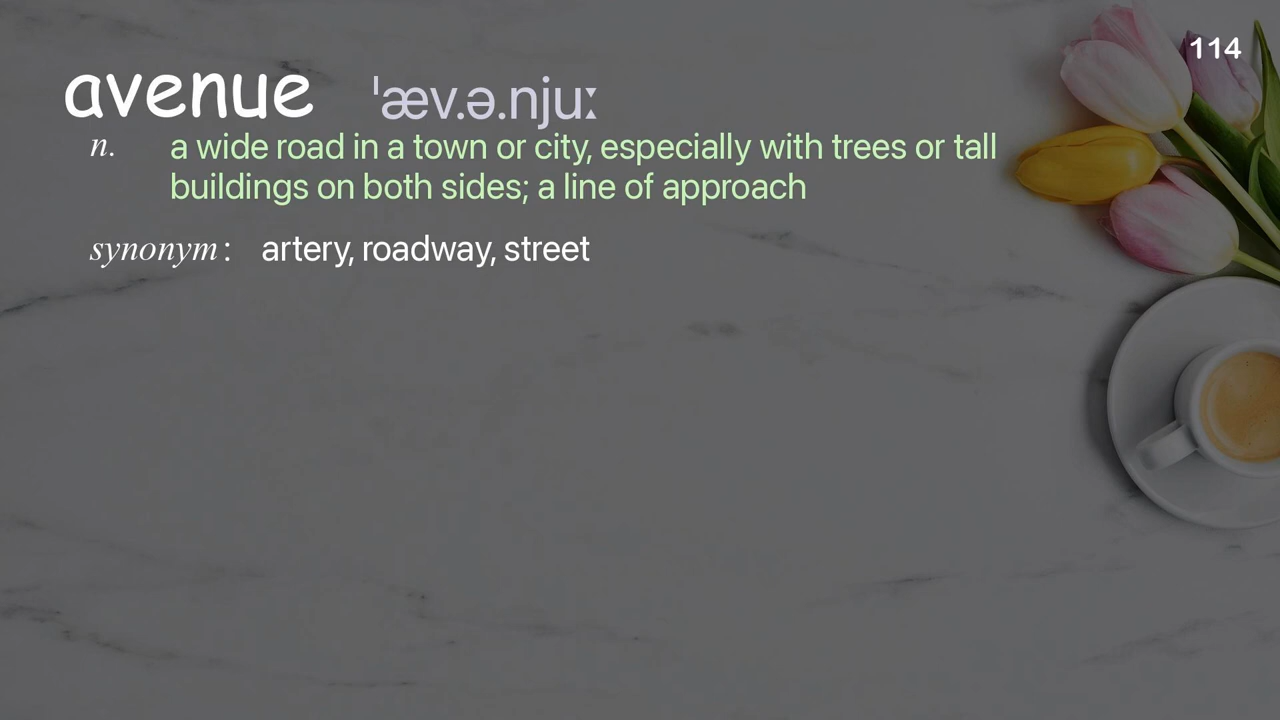 114
avenue ˈæv.ə.njuː
n. a wide road in a town or city, especially with trees or tall
buildings on both sides; a line of approach
synonym: artery, roadway, street